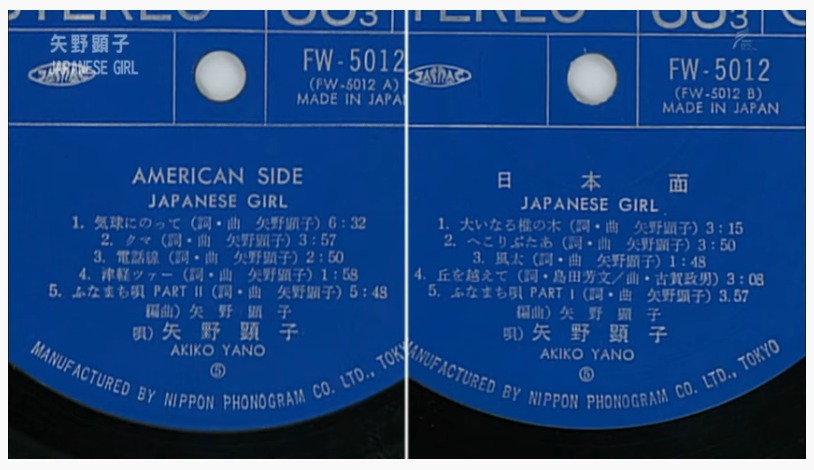 STEREO
33
矢野顕子
JAPANESE GIRL
JASRAC
FW-5012
(FW-5012 A)
MADE IN JAPA
AMERICAN SIDE
JAPANESE GIRL
1. 気球にのって (詞・曲 矢野顕子) 6:32
2. クマ (詞・曲 矢野顕子) 3:57
3. 電話線 (詞・曲 矢野顕子) 2:50
4. 津軽ツァー (詞・曲 矢野顕子) 1:58
5. ふなまち唄 PART II (詞・曲 矢野顕子) 5:48
編曲) 矢野顕子
唄) 矢野顕子
AKIKO YANO
Ⓢ
MANUFACTURED BY NIPPON PHONOGRAM CO. LTD., TOKY
TEREO
33
JASRAC
FW-5012
(FW-5012 B)
MADE IN JAPAN
日本面
JAPANESE GIRL
1. 大いなる椎の木 (詞・曲 矢野顕子) 3:15
2. へこりぷたあ (詞・曲 矢野顕子) 3:50
3. 風太 (詞・曲 矢野顕子) 1:48
4. 丘を越えて (詞・島田芳文/曲・古賀政男) 3:08
5. ふなまち唄 PART I (詞・曲 矢野顕子) 3.57
編曲) 矢野顕子
唄) 矢野顕子
AKIKO YANO
Ⓢ
MANUFACTURED BY NIPPON PHONOGRAM CO. LTD., TOKYO